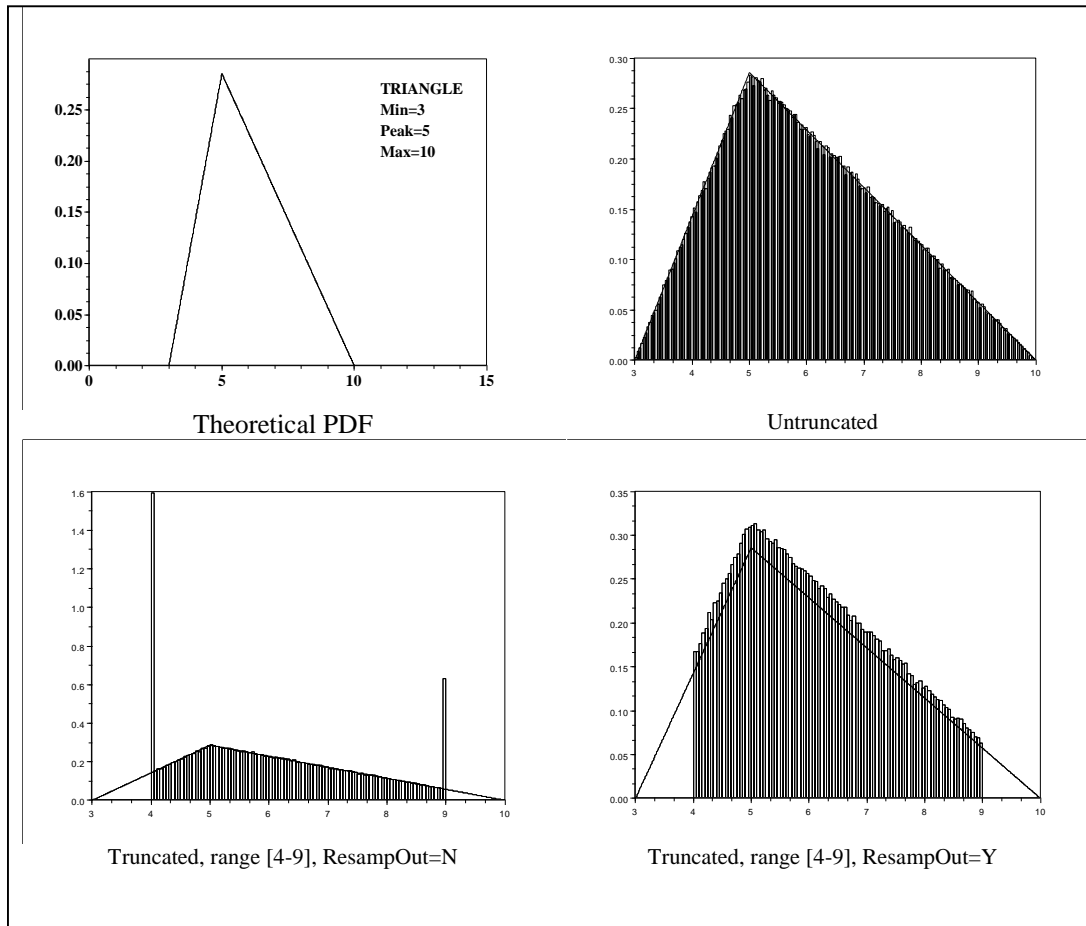 0.25
0.20
0.15
0.10
0.05
0.00
0 5 10 15
TRIANGLE
Min=3
Peak=5
Max=10
Theoretical PDF
0.30
0.25
0.20
0.15
0.10
0.05
0.00
3 4 5 6 7 8 9 10
Untruncated
1.6
1.4
1.2
1.0
0.8
0.6
0.4
0.2
0.0
3 4 5 6 7 8 9 10
Truncated, range [4-9], ResampOut=N
0.35
0.30
0.25
0.20
0.15
0.10
0.05
0.00
3 4 5 6 7 8 9 10
Truncated, range [4-9], ResampOut=Y